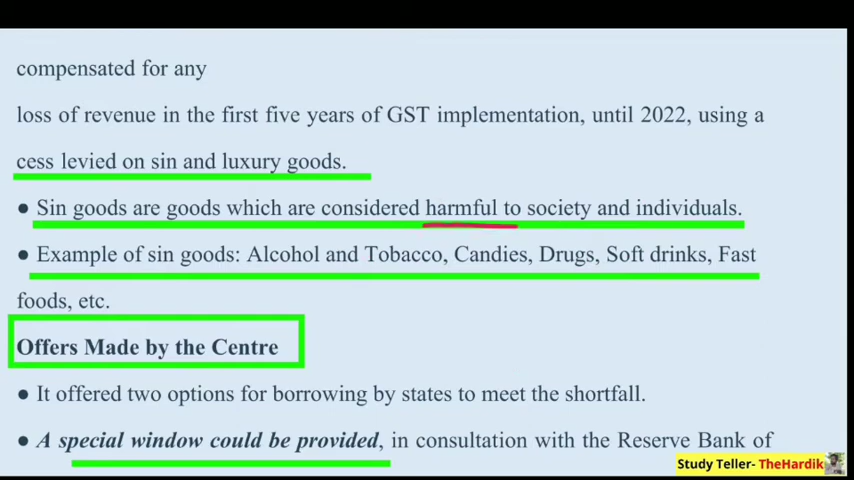 compensated for any
loss of revenue in the first five years of GST implementation, until 2022, using a
cess levied on sin and luxury goods.
● Sin goods are goods which are considered harmful to society and individuals.
● Example of sin goods: Alcohol and Tobacco, Candies, Drugs, Soft drinks, Fast
foods, etc.
Offers Made by the Centre
● It offered two options for borrowing by states to meet the shortfall.
● A special window could be provided, in consultation with the Reserve Bank of
Study Teller- TheHardik